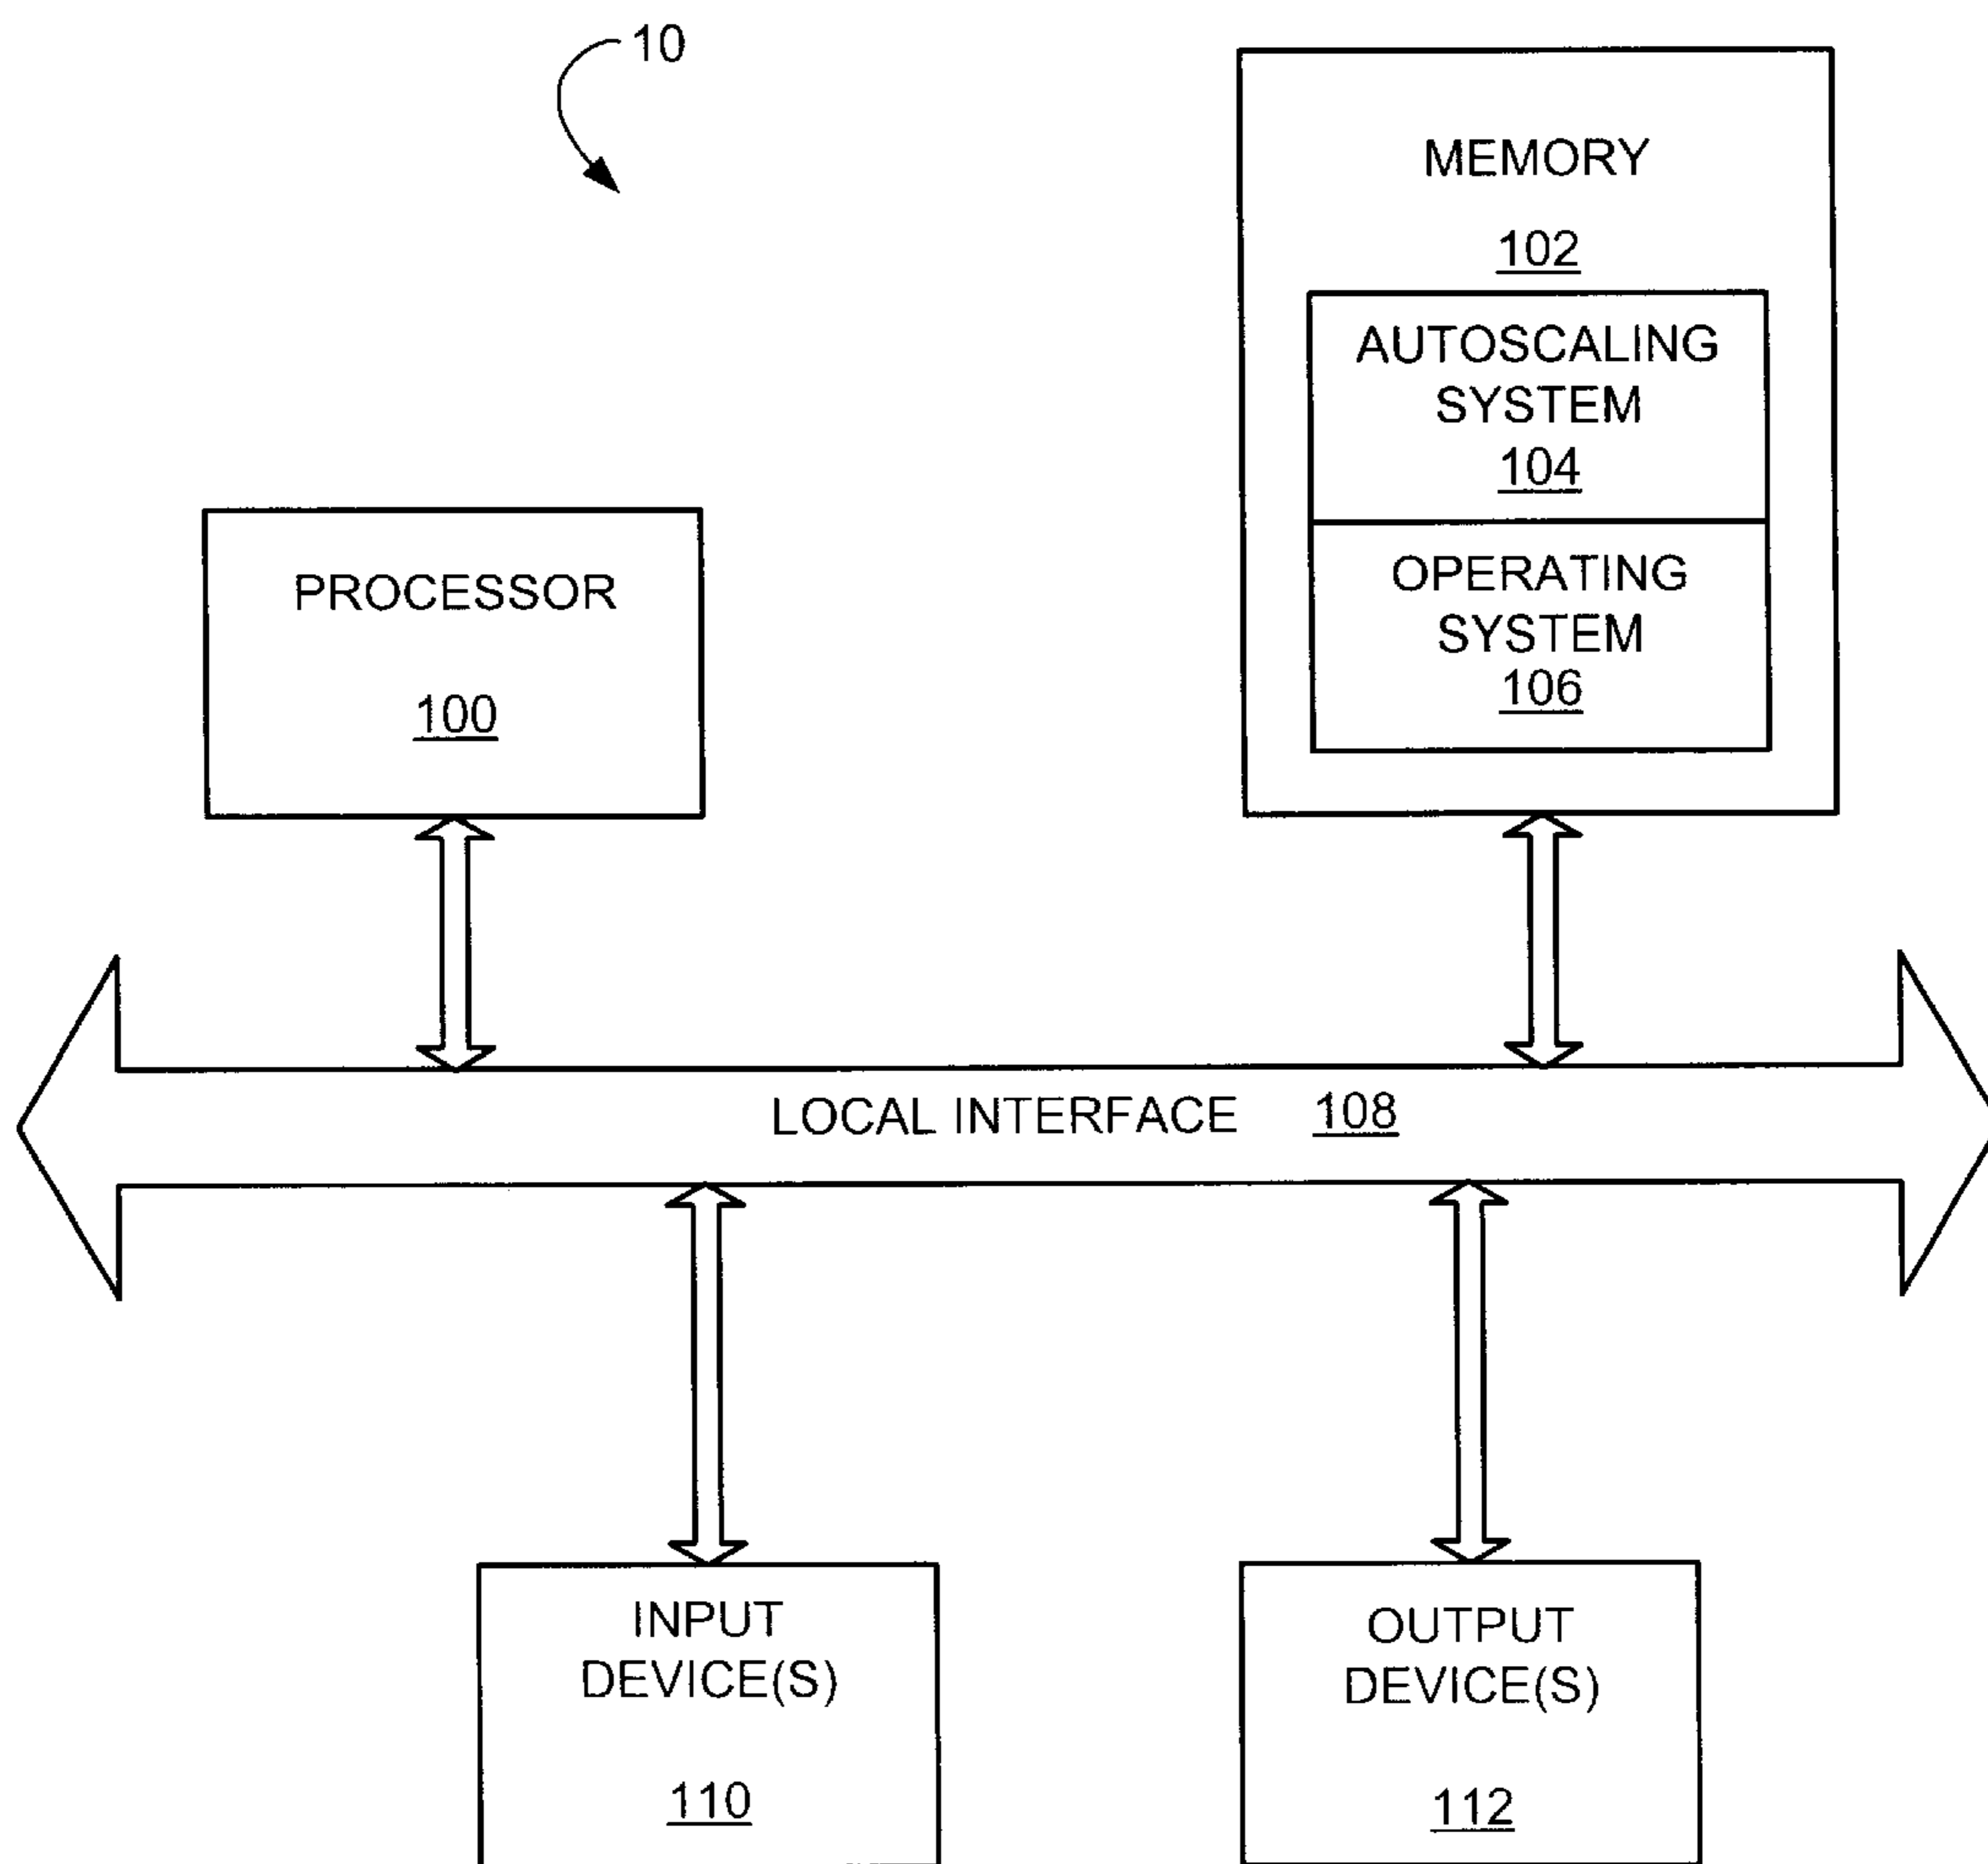 10
MEMORY
102
AUTOSCALING
SYSTEM
104
OPERATING
SYSTEM
106
PROCESSOR
100
LOCAL INTERFACE 108
INPUT
DEVICE(S)
110
OUTPUT
DEVICE(S)
112